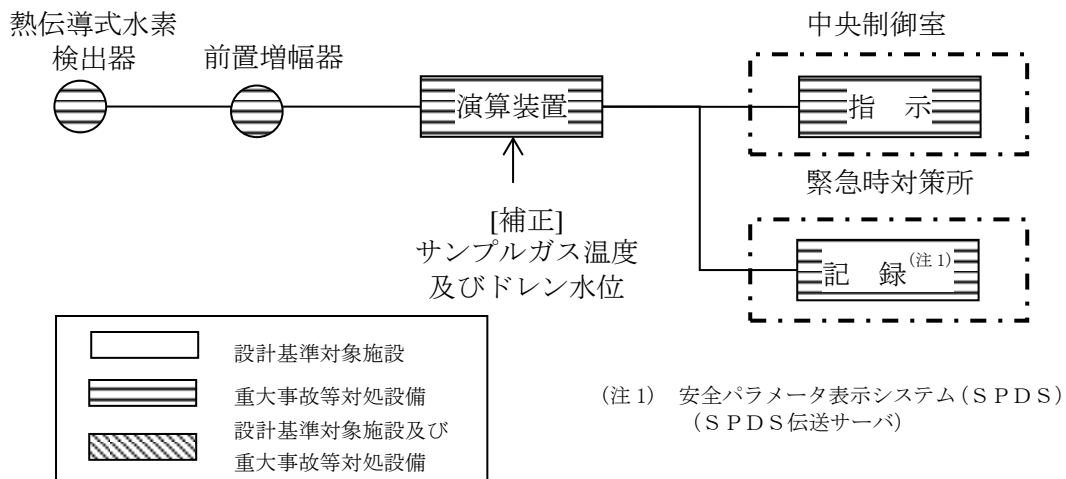 熱伝導式水素
検出器
前置増幅器
演算装置
[補正]
サンプルガス温度
及びドレン水位
中央制御室
指　示
緊急時対策所
記　録(注1)
設計基準対象施設
重大事故等対処設備
設計基準対象施設及び
重大事故等対処設備
(注1)　安全パラメータ表示システム(ＳＰＤＳ)
(ＳＰＤＳ伝送サーバ)